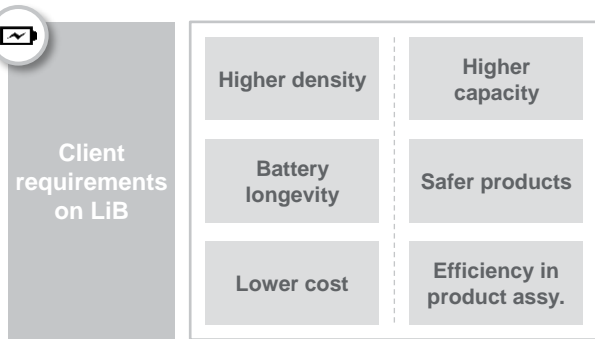 Client
requirements
on LiB
Higher density
Higher
capacity
Battery
longevity
Safer products
Lower cost
Efficiency in
product assy.